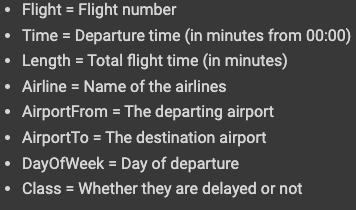 • Flight = Flight number
• Time = Departure time (in minutes from 00:00)
• Length = Total flight time (in minutes)
• Airline = Name of the airlines
• AirportFrom = The departing airport
• AirportTo = The destination airport
• DayOfWeek = Day of departure
• Class = Whether they are delayed or not